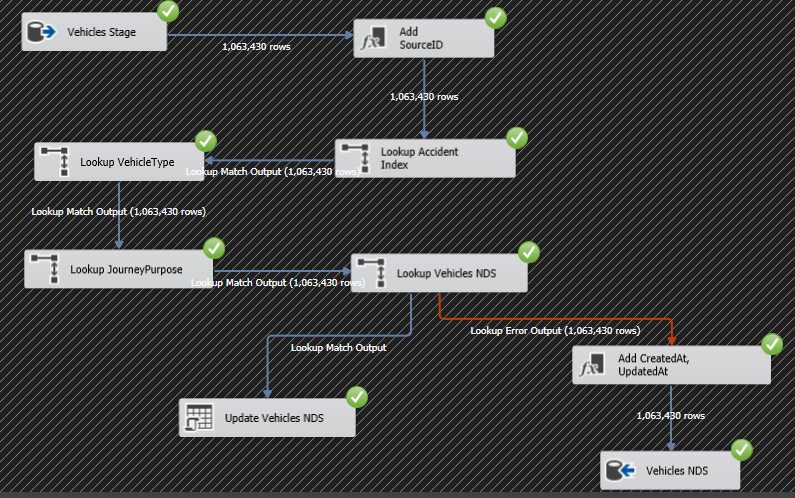 Vehicles Stage
1,063,430 rows
Add
SourceID
1,063,430 rows
Lookup Accident
Index
Lookup Match Output (1,063,430 rows)
Lookup VehicleType
Lookup Match Output (1,063,430 rows)
Lookup JourneyPurpose
Lookup Match Output (1,063,430 rows)
Lookup Vehicles NDS
Lookup Error Output (1,063,430 rows)
Lookup Match Output
Add CreatedAt,
UpdatedAt
Update Vehicles NDS
1,063,430 rows
Vehicles NDS